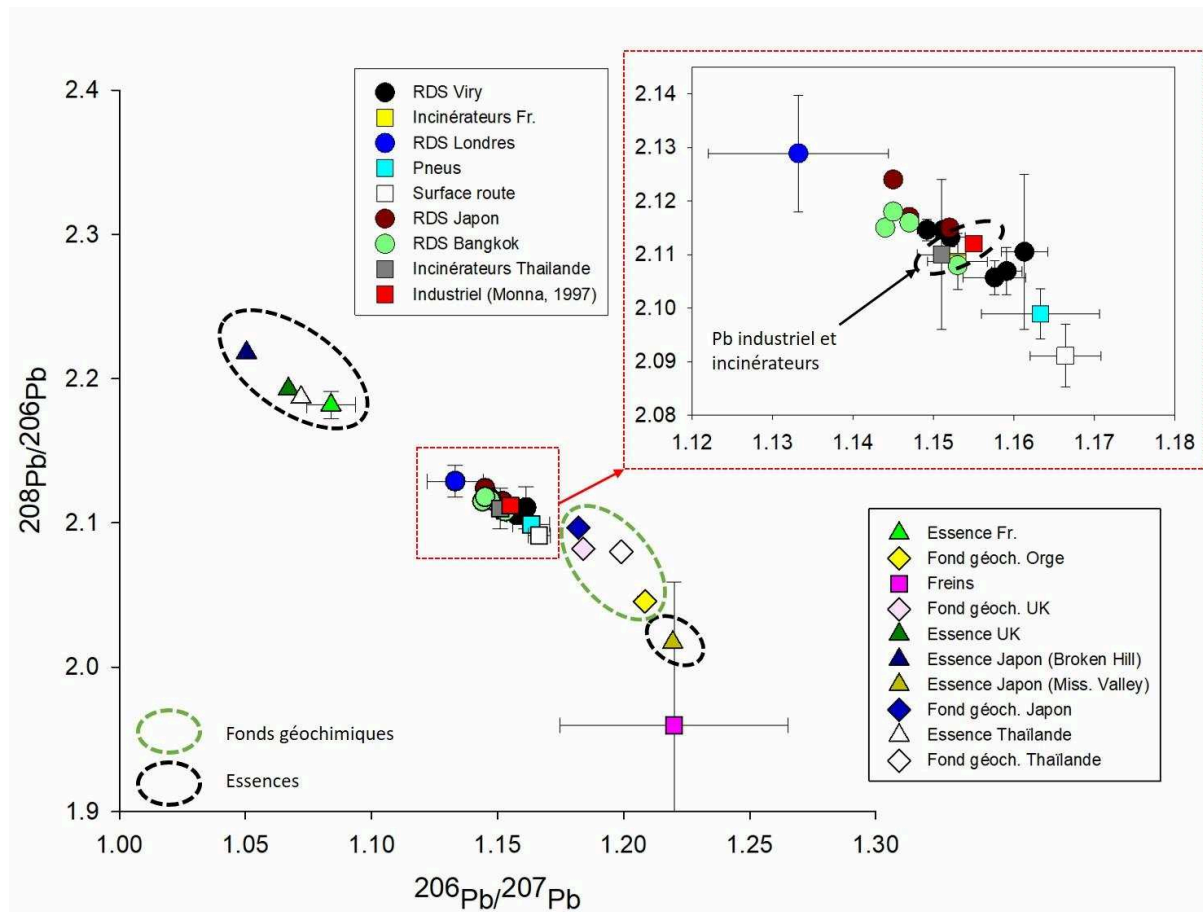 2.4
2.3
2.2
2.1
2.0
1.9
208Pb/206Pb
1.00
1.05
1.10
1.15
1.20
1.25
1.30
206Pb/207Pb
RDS Viry
Incinérateurs Fr.
RDS Londres
Pneus
Surface route
RDS Japon
RDS Bangkok
Incinérateurs Thailande
Industriel (Monna, 1997)
2.14
2.13
2.12
2.11
2.10
2.09
2.08
1.12
1.13
1.14
1.15
1.16
1.17
1.18
Pb industriel et
incinérateurs
Essence Fr.
Fond géoch. Orge
Freins
Fond géoch. UK
Essence UK
Essence Japon (Broken Hill)
Essence Japon (Miss. Valley)
Fond géoch. Japon
Essence Thaïlande
Fond géoch. Thaïlande
Fonds géochimiques
Essences